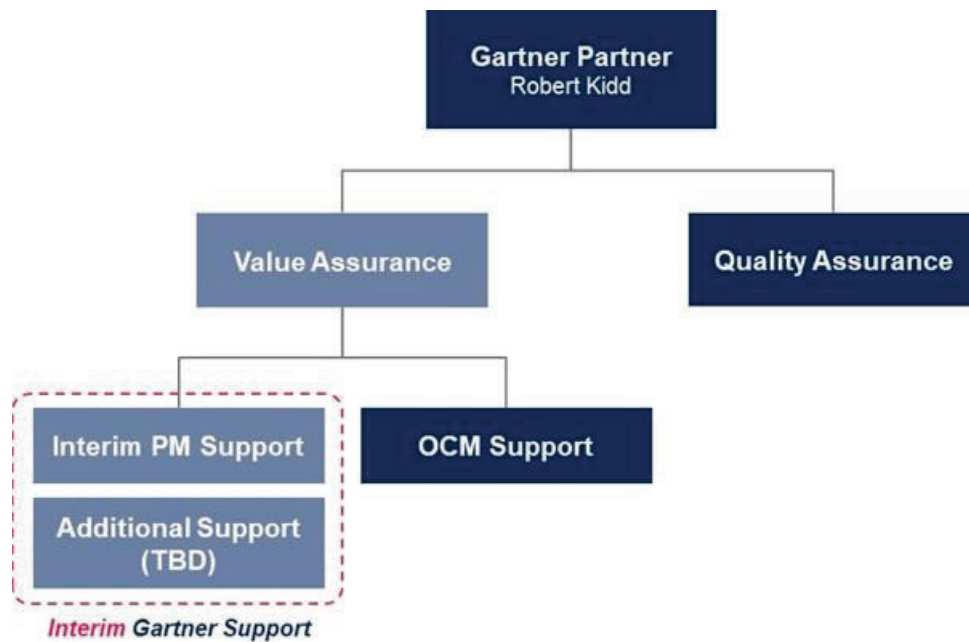 Gartner Partner
Robert Kidd
Value Assurance
Quality Assurance
Interim PM Support
OCM Support
Additional Support
(TBD)
Interim Gartner Support